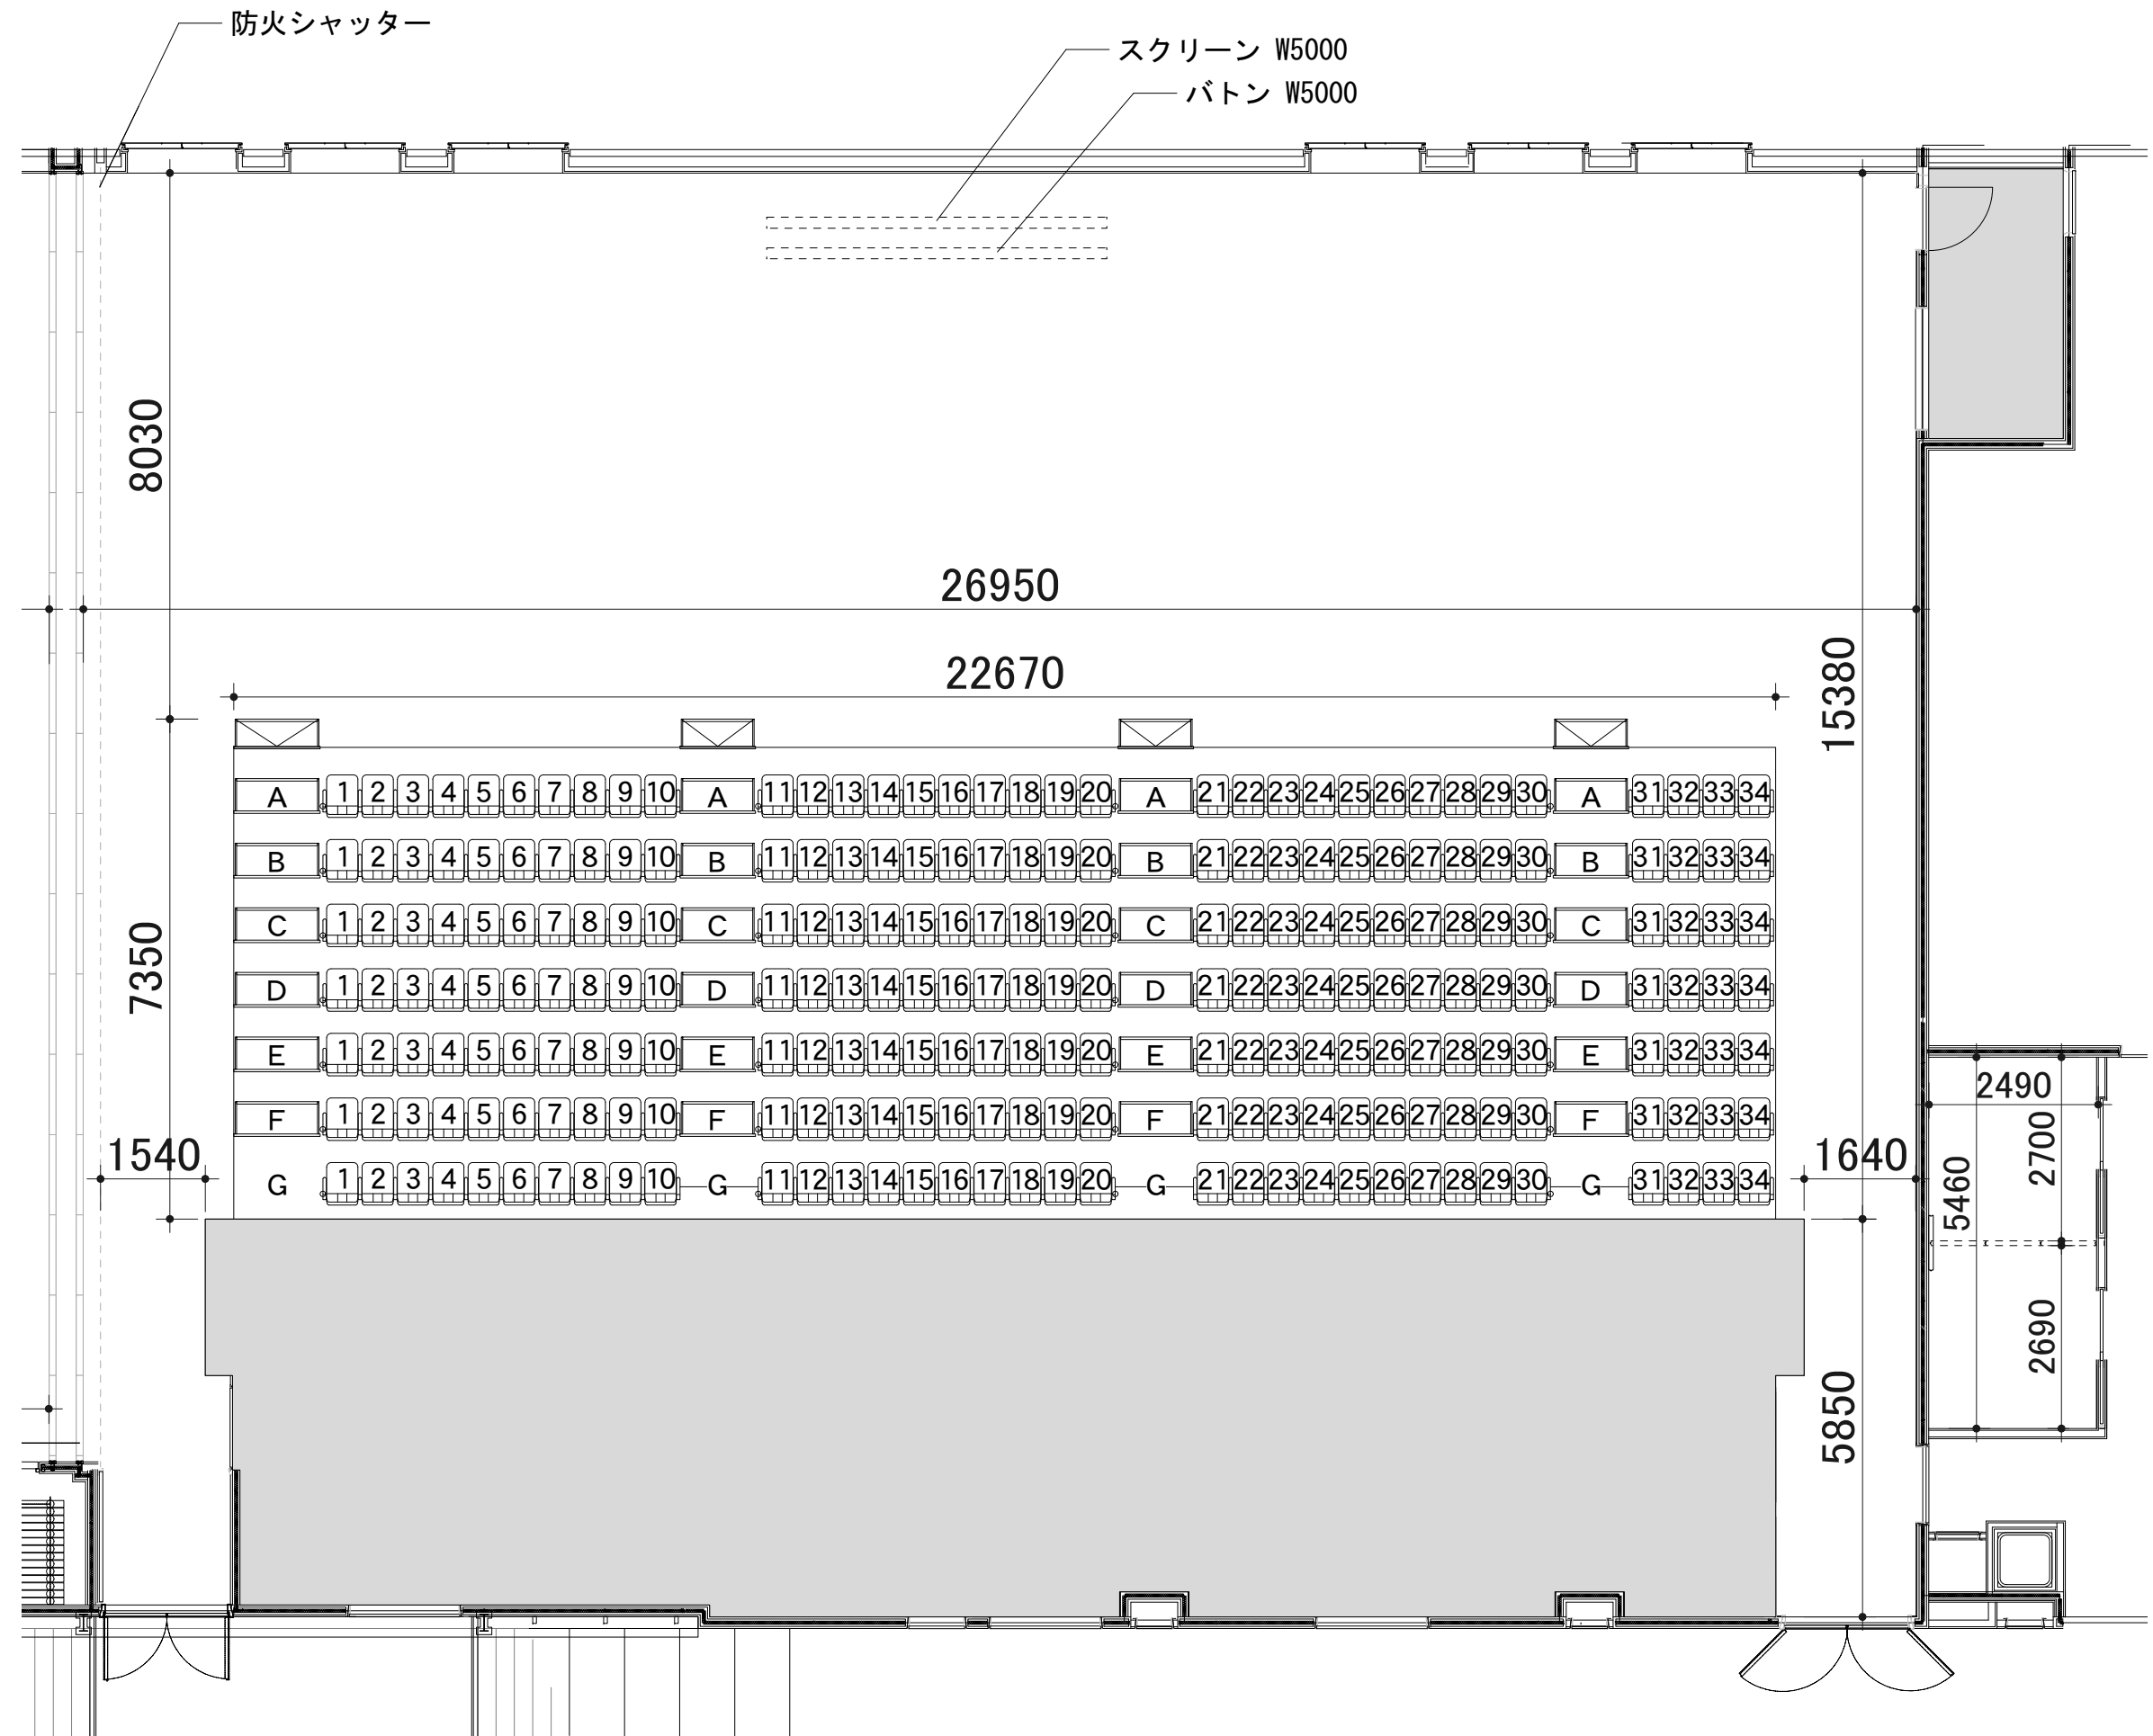 防火シャッター
スクリーン W5000
バトン W5000
8030
26950
22670
15380
A 1 2 3 4 5 6 7 8 9 10 A 11 12 13 14 15 16 17 18 19 20 A 21 22 23 24 25 26 27 28 29 30 A 31 32 33 34
B 1 2 3 4 5 6 7 8 9 10 B 11 12 13 14 15 16 17 18 19 20 B 21 22 23 24 25 26 27 28 29 30 B 31 32 33 34
C 1 2 3 4 5 6 7 8 9 10 C 11 12 13 14 15 16 17 18 19 20 C 21 22 23 24 25 26 27 28 29 30 C 31 32 33 34
7350
D 1 2 3 4 5 6 7 8 9 10 D 11 12 13 14 15 16 17 18 19 20 D 21 22 23 24 25 26 27 28 29 30 D 31 32 33 34
E 1 2 3 4 5 6 7 8 9 10 E 11 12 13 14 15 16 17 18 19 20 E 21 22 23 24 25 26 27 28 29 30 E 31 32 33 34
F 1 2 3 4 5 6 7 8 9 10 F 11 12 13 14 15 16 17 18 19 20 F 21 22 23 24 25 26 27 28 29 30 F 31 32 33 34
G 1 2 3 4 5 6 7 8 9 10 G 11 12 13 14 15 16 17 18 19 20 G 21 22 23 24 25 26 27 28 29 30 G 31 32 33 34
1540
1640
2490
2700
5460
2690
5850